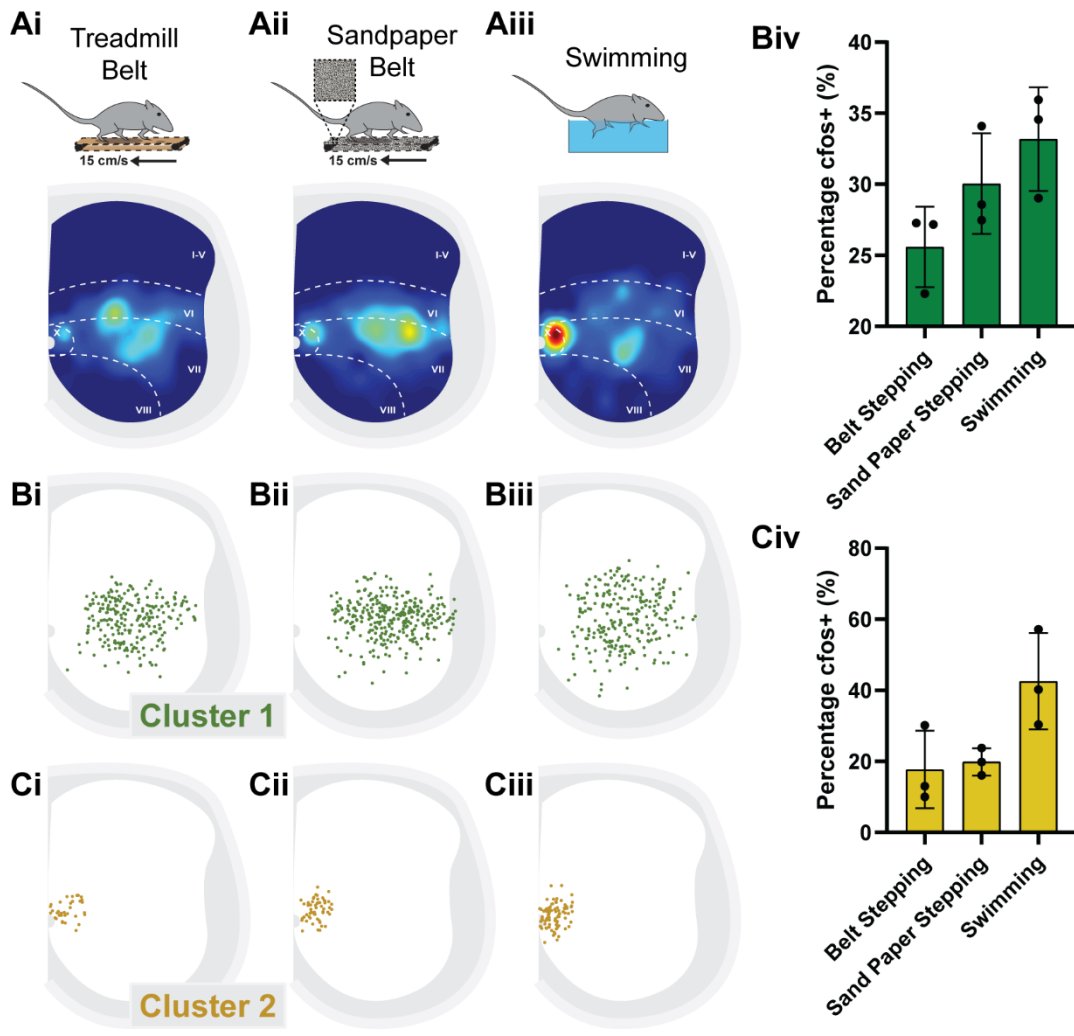 Ai
Treadmill
Belt
15 cm/s
I-V
VI
X
VII
VIII
Aii
Sandpaper
Belt
15 cm/s
I-V
VI
X
VII
VIII
Aiii
Swimming
I-V
VI
X
VII
VIII
Biv
Percentage cfos+ (%)
40
35
30
25
20
Belt Stepping
Sand Paper Stepping
Swimming
Bi
Bii
Biii
Cluster 1
Civ
Percentage cfos+ (%)
80
60
40
20
0
Belt Stepping
Sand Paper Stepping
Swimming
Ci
Cii
Ciii
Cluster 2